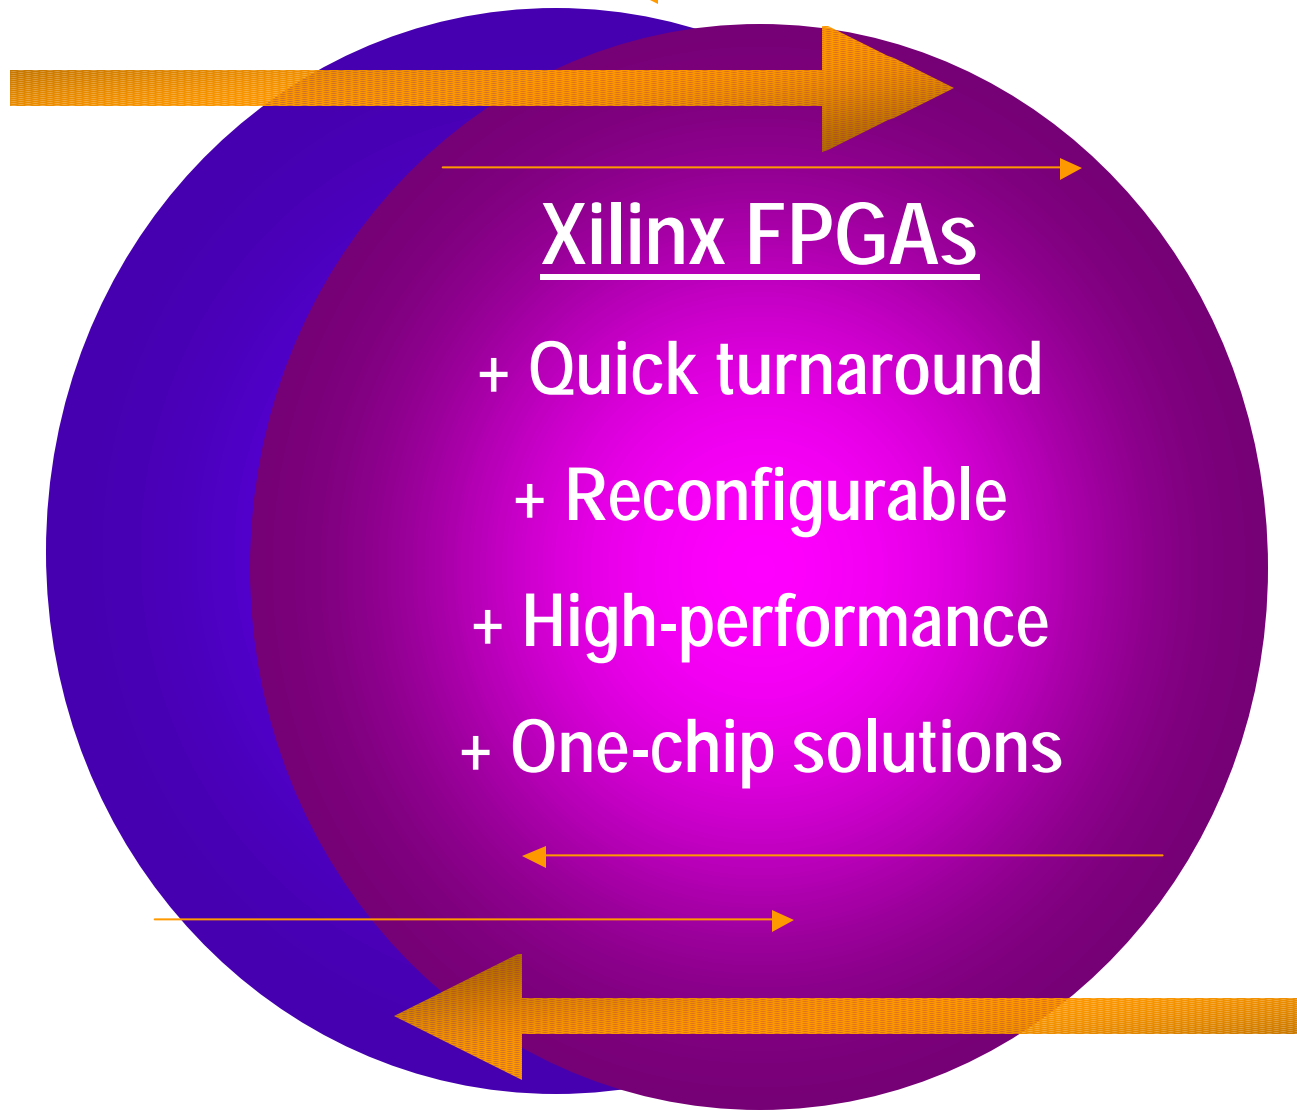 Xilinx FPGAs
+ Quick turnaround
+ Reconfigurable
+ High-performance
+ One-chip solutions